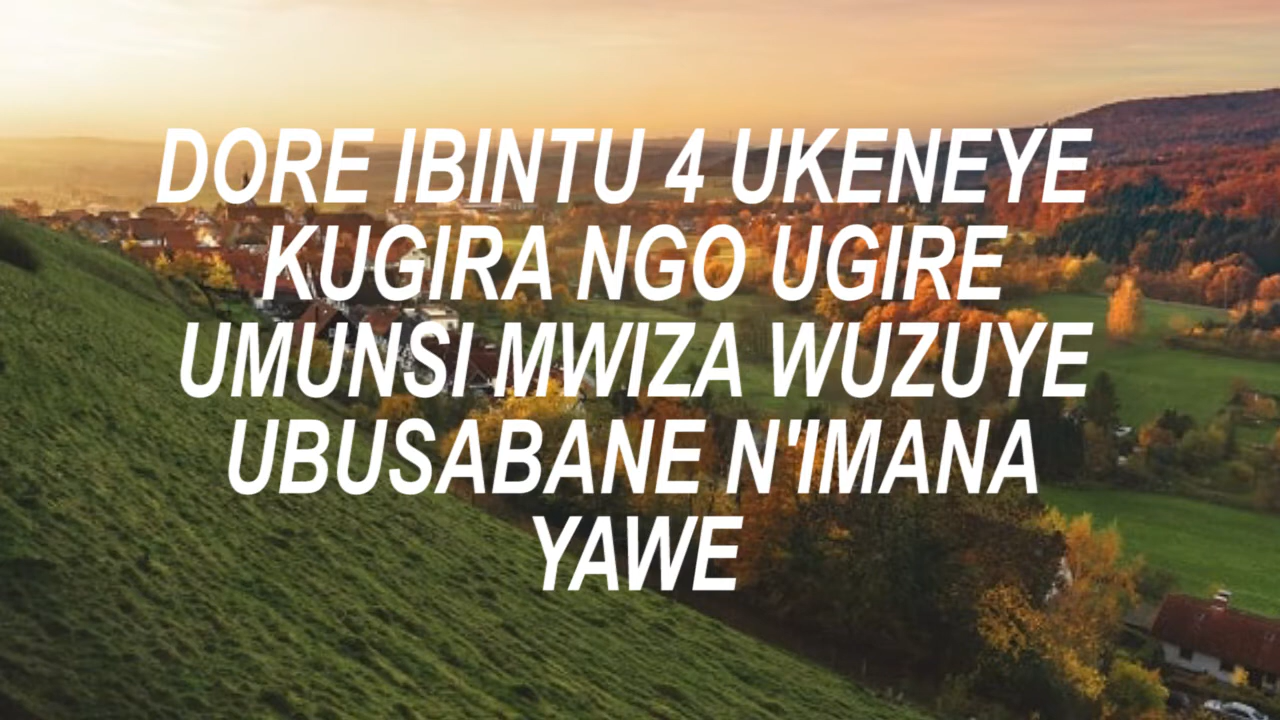 DORE IBINTU 4 UKENEYE
KUGIRA NGO UGIRE
UMUNSI MWIZA WUZUYE
UBUSABANE N'IMANA
YAWE